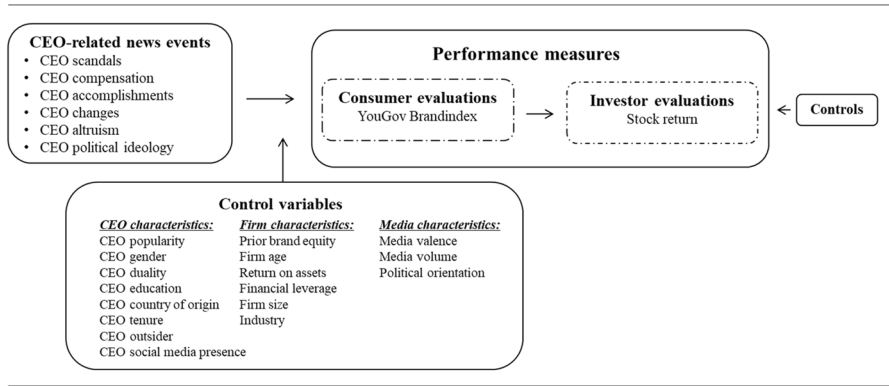 CEO-related news events
• CEO scandals
• CEO compensation
• CEO accomplishments
• CEO changes
• CEO altruism
• CEO political ideology
Performance measures
Consumer evaluations
YouGov Brandindex
Investor evaluations
Stock return
Controls
Control variables
CEO characteristics:
CEO popularity
CEO gender
CEO duality
CEO education
CEO country of origin
CEO tenure
CEO outsider
CEO social media presence
Firm characteristics:
Prior brand equity
Firm age
Return on assets
Financial leverage
Firm size
Industry
Media characteristics:
Media valence
Media volume
Political orientation